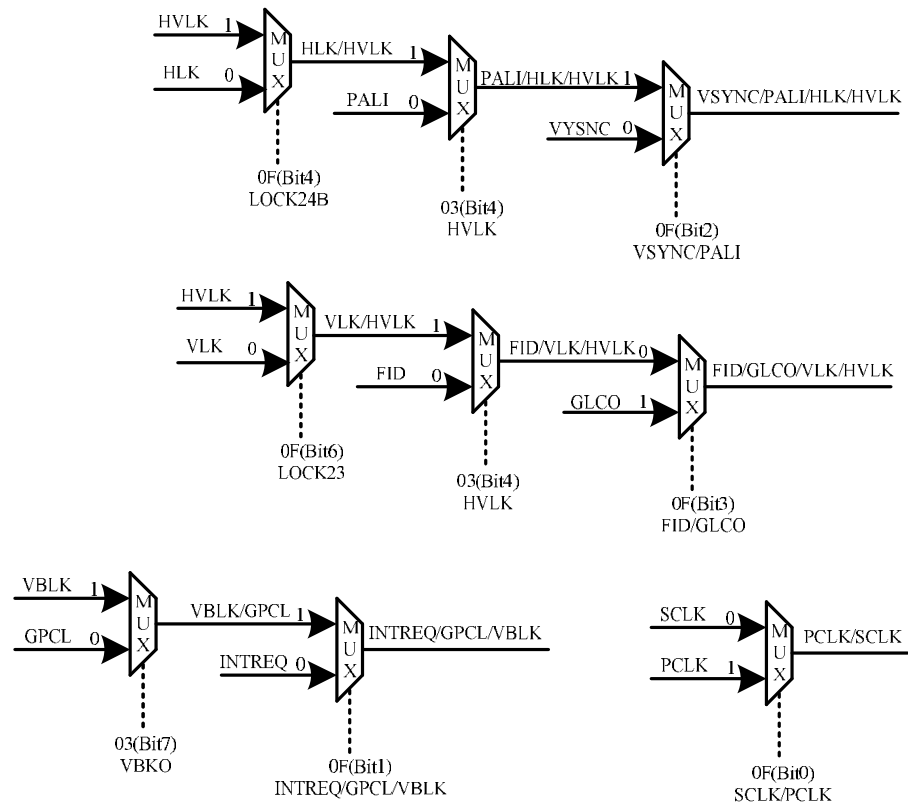 HVLK 1
HLK 0
MUX
HLK/HVLK 1
PALI 0
MUX
PALI/HLK/HVLK 1
VYSNC 0
MUX
VSYNC/PALI/HLK/HVLK
0F(Bit4)
LOCK24B
03(Bit4)
HVLK
0F(Bit2)
VSYNC/PALI
HVLK 1
VLK 0
MUX
VLK/HVLK 1
FID 0
MUX
FID/VLK/HVLK 0
GLCO 1
MUX
FID/GLCO/VLK/HVLK
0F(Bit6)
LOCK23
03(Bit4)
HVLK
0F(Bit3)
FID/GLCO
VBLK 1
GPCL 0
MUX
VBLK/GPCL 1
INTREQ 0
MUX
INTREQ/GPCL/VBLK
03(Bit7)
VBKO
0F(Bit1)
INTREQ/GPCL/VBLK
SCLK 0
PCLK 1
MUX
PCLK/SCLK
0F(Bit0)
SCLK/PCLK